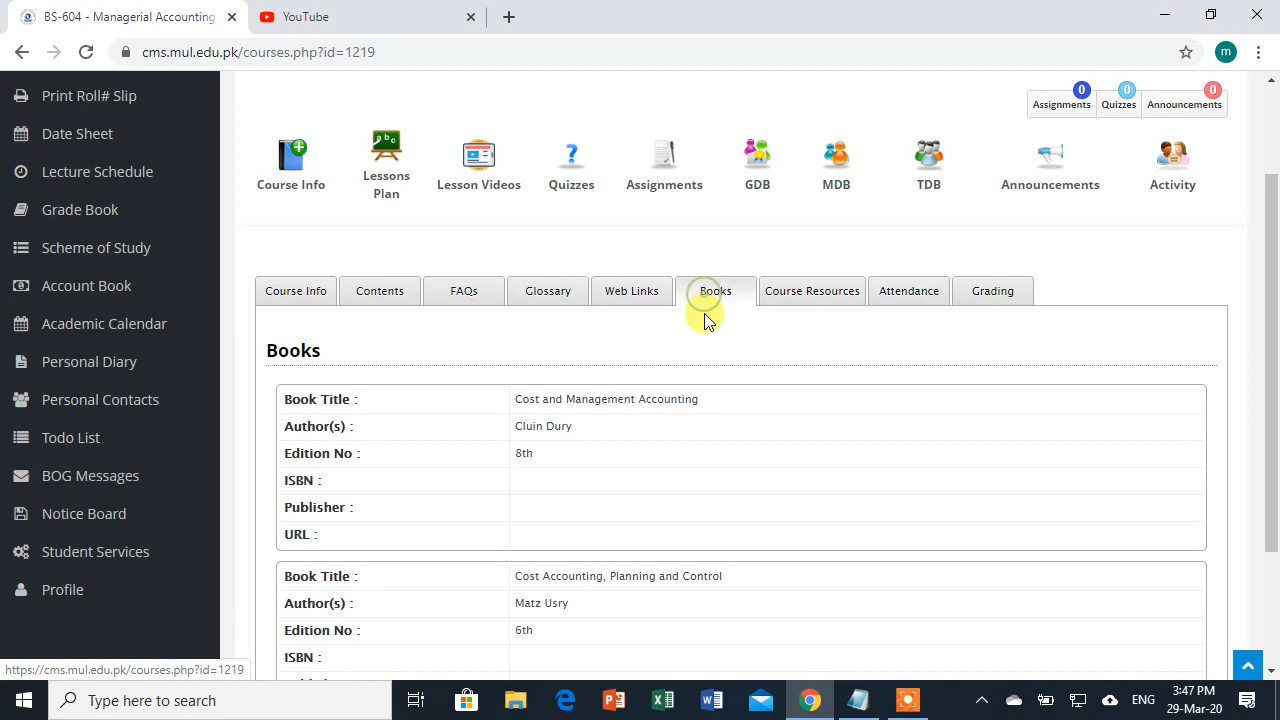 BS-604 - Managerial Accounting
YouTube
cms.mul.edu.pk/courses.php?id=1219
m
Print Roll# Slip
Date Sheet
Lecture Schedule
Grade Book
Scheme of Study
Account Book
Academic Calendar
Personal Diary
Personal Contacts
Todo List
BOG Messages
Notice Board
Student Services
Profile
0 0 0
Assignments Quizzes Announcements
abc
Course Info
Lessons
Plan
Lesson Videos
Quizzes
Assignments
GDB
MDB
TDB
Announcements
Activity
Course Info Contents FAQs Glossary Web Links Books Course Resources Attendance Grading
Books
Book Title : Cost and Management Accounting
Author(s) : Cluin Dury
Edition No : 8th
ISBN :
Publisher :
URL :
Book Title : Cost Accounting, Planning and Control
Author(s) : Matz Usry
Edition No : 6th
ISBN :
https://cms.mul.edu.pk/courses.php?id=1219
Type here to search
ENG
3:47 PM
29-Mar-20